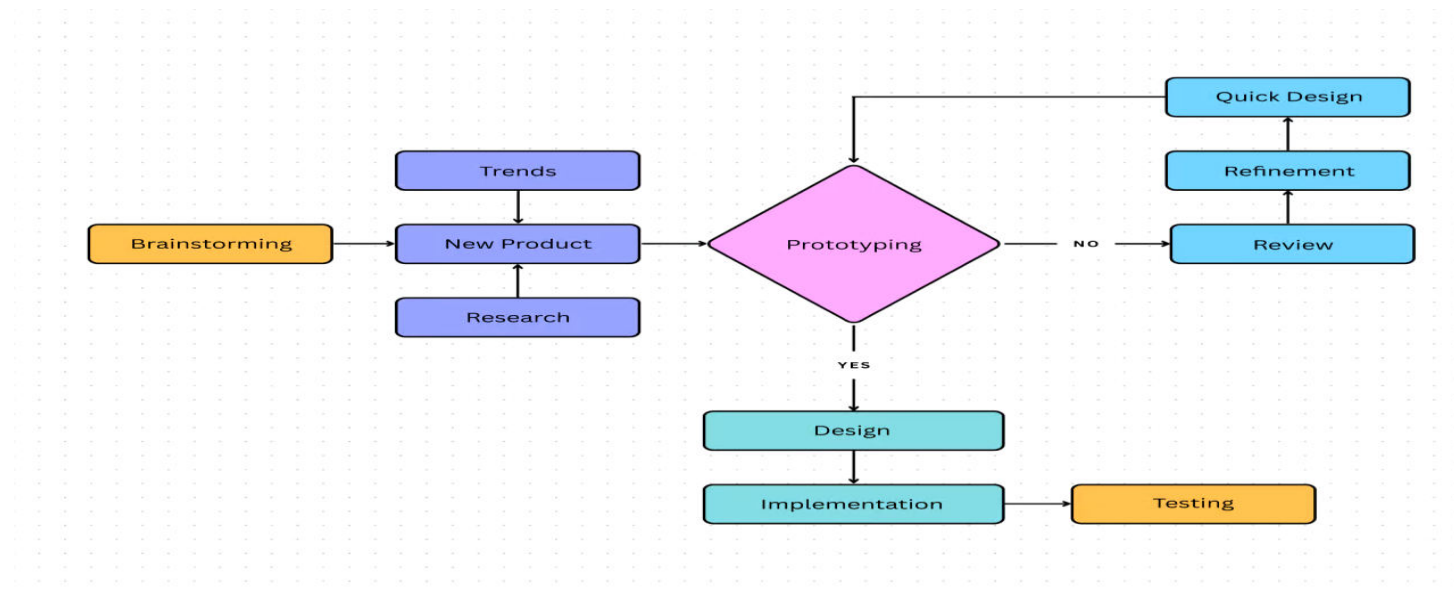 Quick Design
Trends
Refinement
Brainstorming
New Product
Prototyping
NO
Review
Research
YES
Design
Implementation
Testing